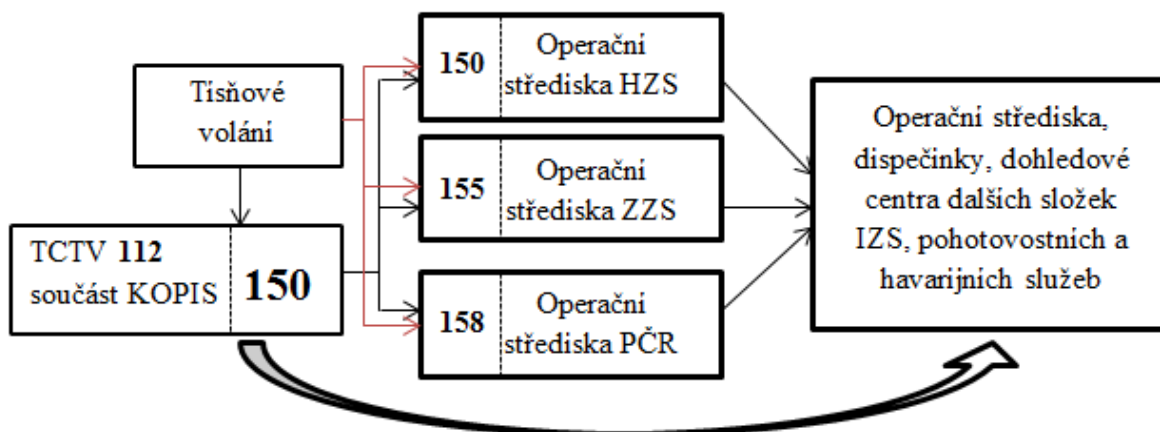 Tísňové
volání
TCTV 112
součást KOPIS
150
150
Operační
střediska HZS
155
Operační
střediska ZZS
158
Operační
střediska PČR
Operační střediska,
dispečinky, dohledové
centra dalších složek
IZS, pohotovostních a
havarijních služeb